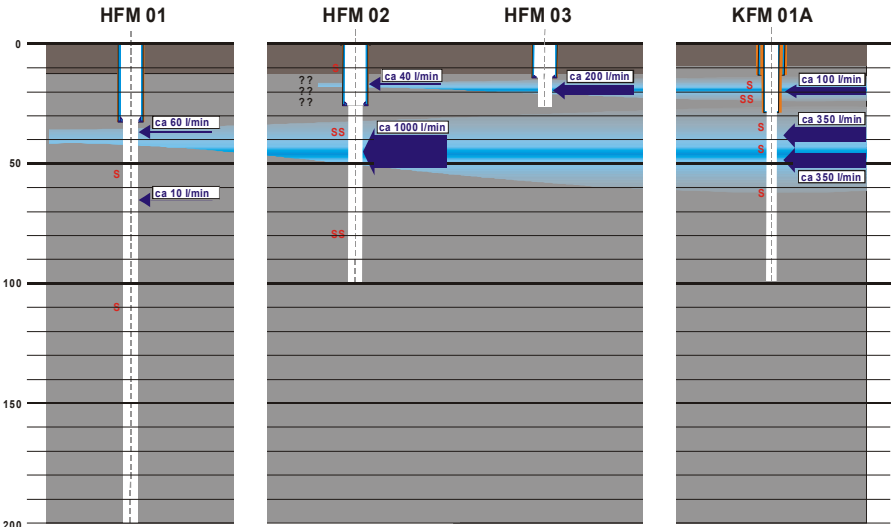 HFM 01
HFM 02
HFM 03
KFM 01A
0
50
100
150
200
ca 60 l/min
S
ca 10 l/min
S
S
??
??
??
ca 40 l/min
SS
ca 1000 l/min
SS
ca 200 l/min
S
SS
ca 100 l/min
S
ca 350 l/min
S
ca 350 l/min
S